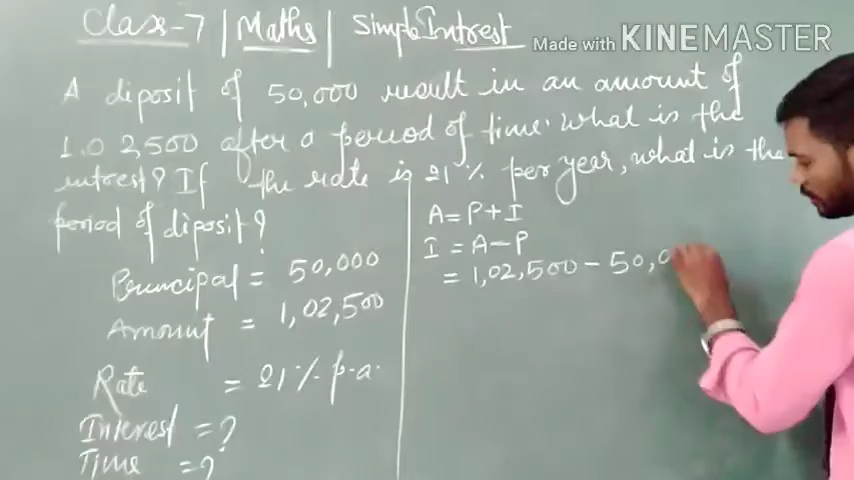 Class-7 | Maths | Simple Intrest
Made with KINEMASTER
A diposit of 50,000 result in an amount of
1.02,500 after a period of time. what is the
intrest? If the rate is 21% per year, what is the
period of diposit?
Principal = 50,000
Amount = 1,02,500
Rate = 21% p.a.
Interest = ?
Time = ?
A = P + I
I = A - P
= 1,02,500 - 50,0